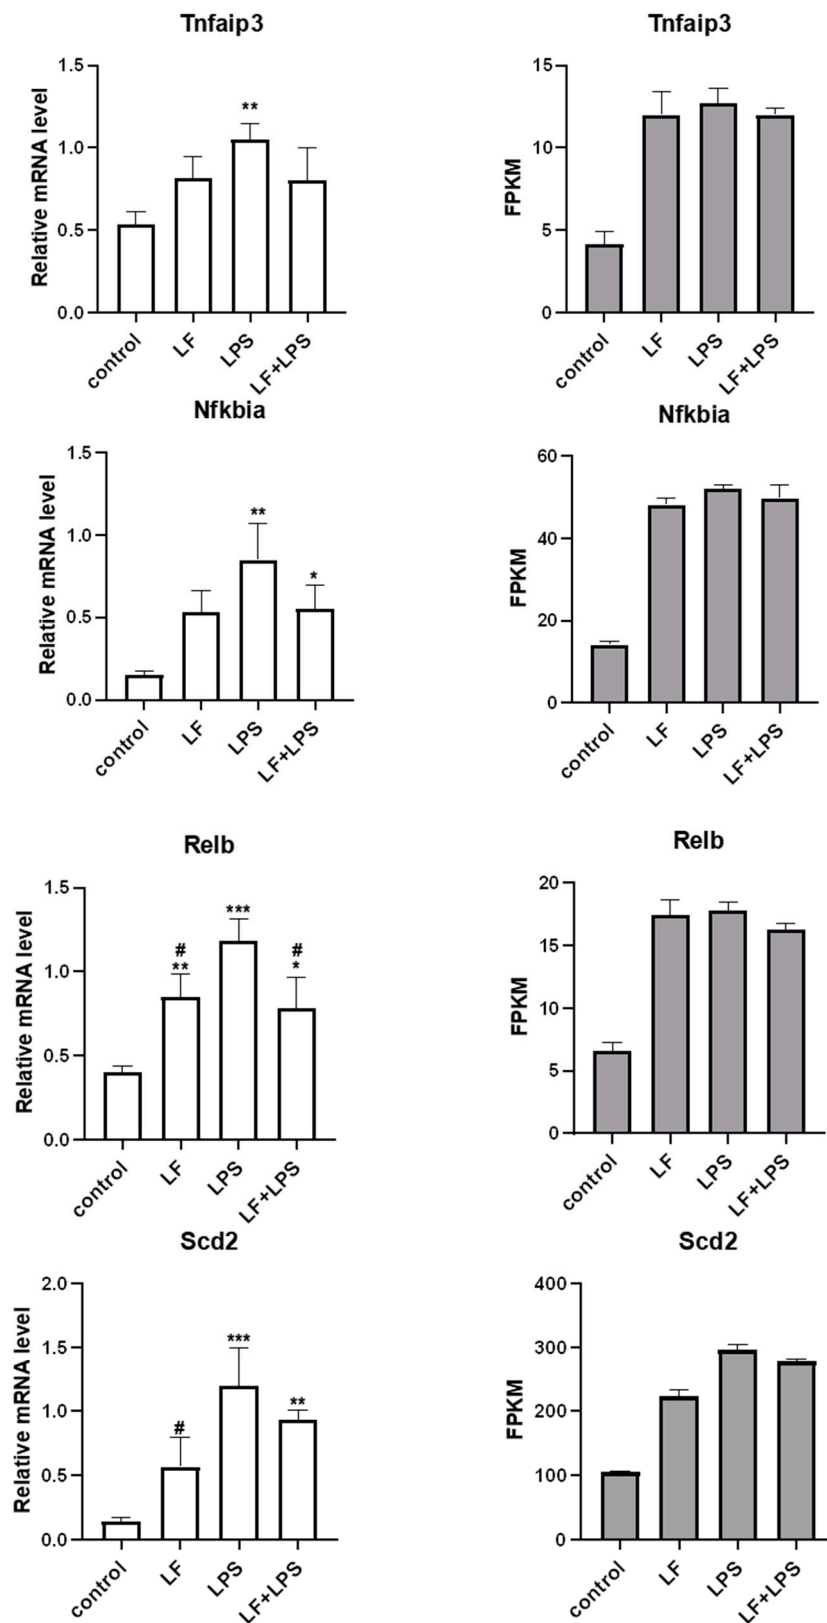 Tnfaip3
Relative mRNA level
1.5
1.0
0.5
0.0
**
control
LF
LPS
LF+LPS
Tnfaip3
FPKM
15
10
5
0
control
LF
LPS
LF+LPS
Nfkbia
Relative mRNA level
1.5
1.0
0.5
0.0
**
*
control
LF
LPS
LF+LPS
Nfkbia
FPKM
60
40
20
0
control
LF
LPS
LF+LPS
Relb
Relative mRNA level
1.5
1.0
0.5
0.0
#
**
***
#
*
control
LF
LPS
LF+LPS
Relb
FPKM
20
15
10
5
0
control
LF
LPS
LF+LPS
Scd2
Relative mRNA level
2.0
1.5
1.0
0.5
0.0
#
***
**
control
LF
LPS
LF+LPS
Scd2
FPKM
400
300
200
100
0
control
LF
LPS
LF+LPS